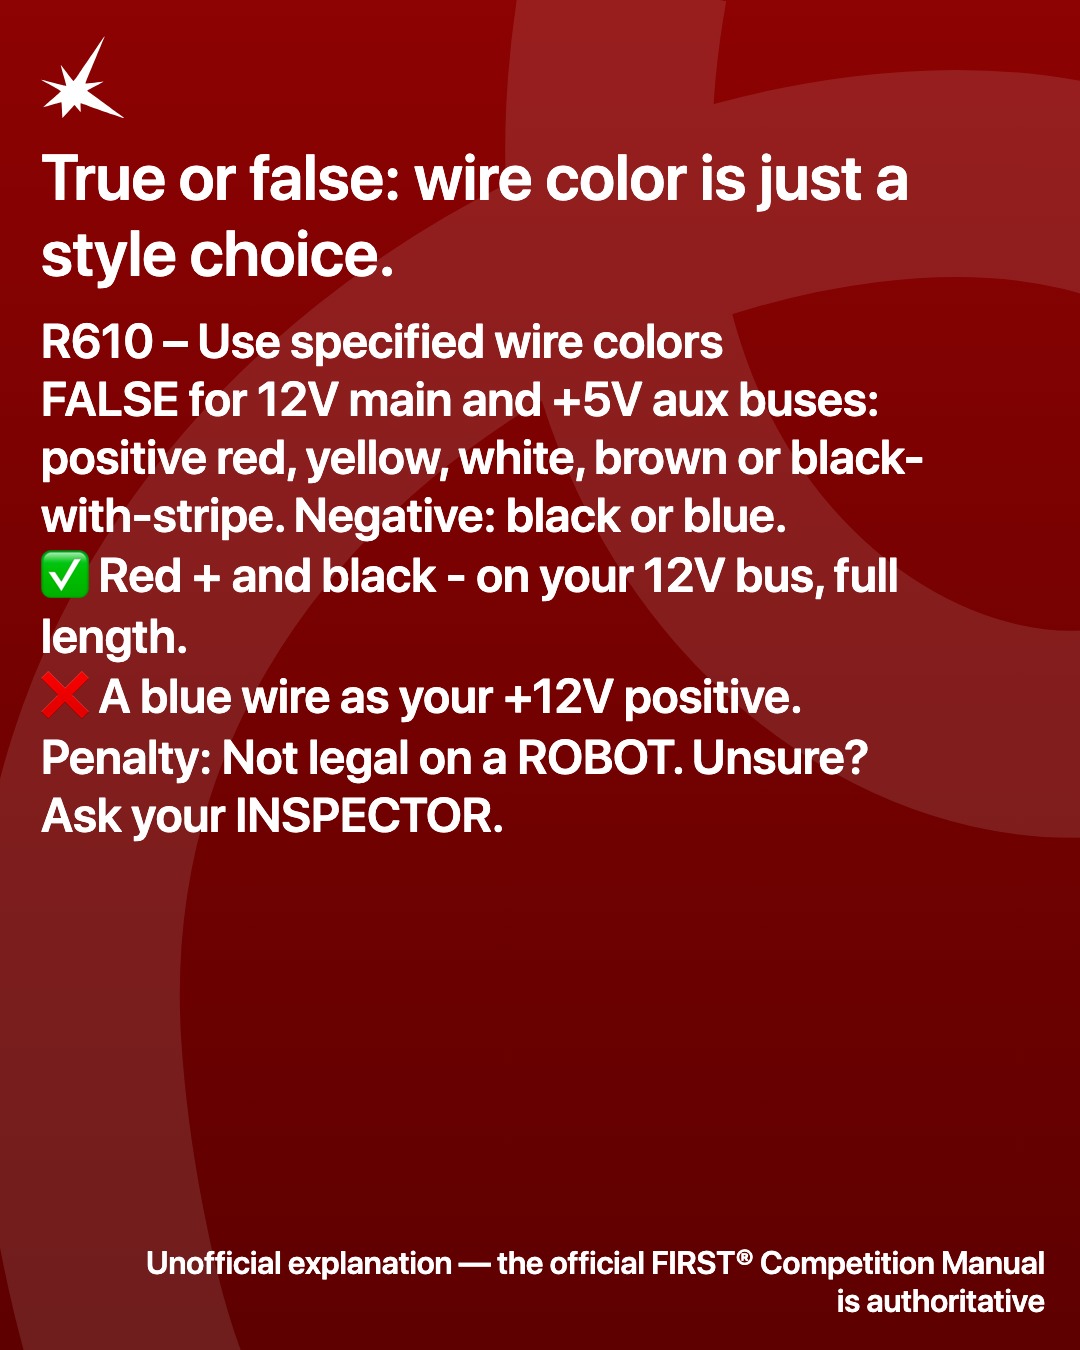 True or false: wire color is just a
style choice.
R610 – Use specified wire colors
FALSE for 12V main and +5V aux buses:
positive red, yellow, white, brown or black-
with-stripe. Negative: black or blue.
✅ Red + and black - on your 12V bus, full
length.
❌ A blue wire as your +12V positive.
Penalty: Not legal on a ROBOT. Unsure?
Ask your INSPECTOR.
Unofficial explanation — the official FIRST® Competition Manual
is authoritative